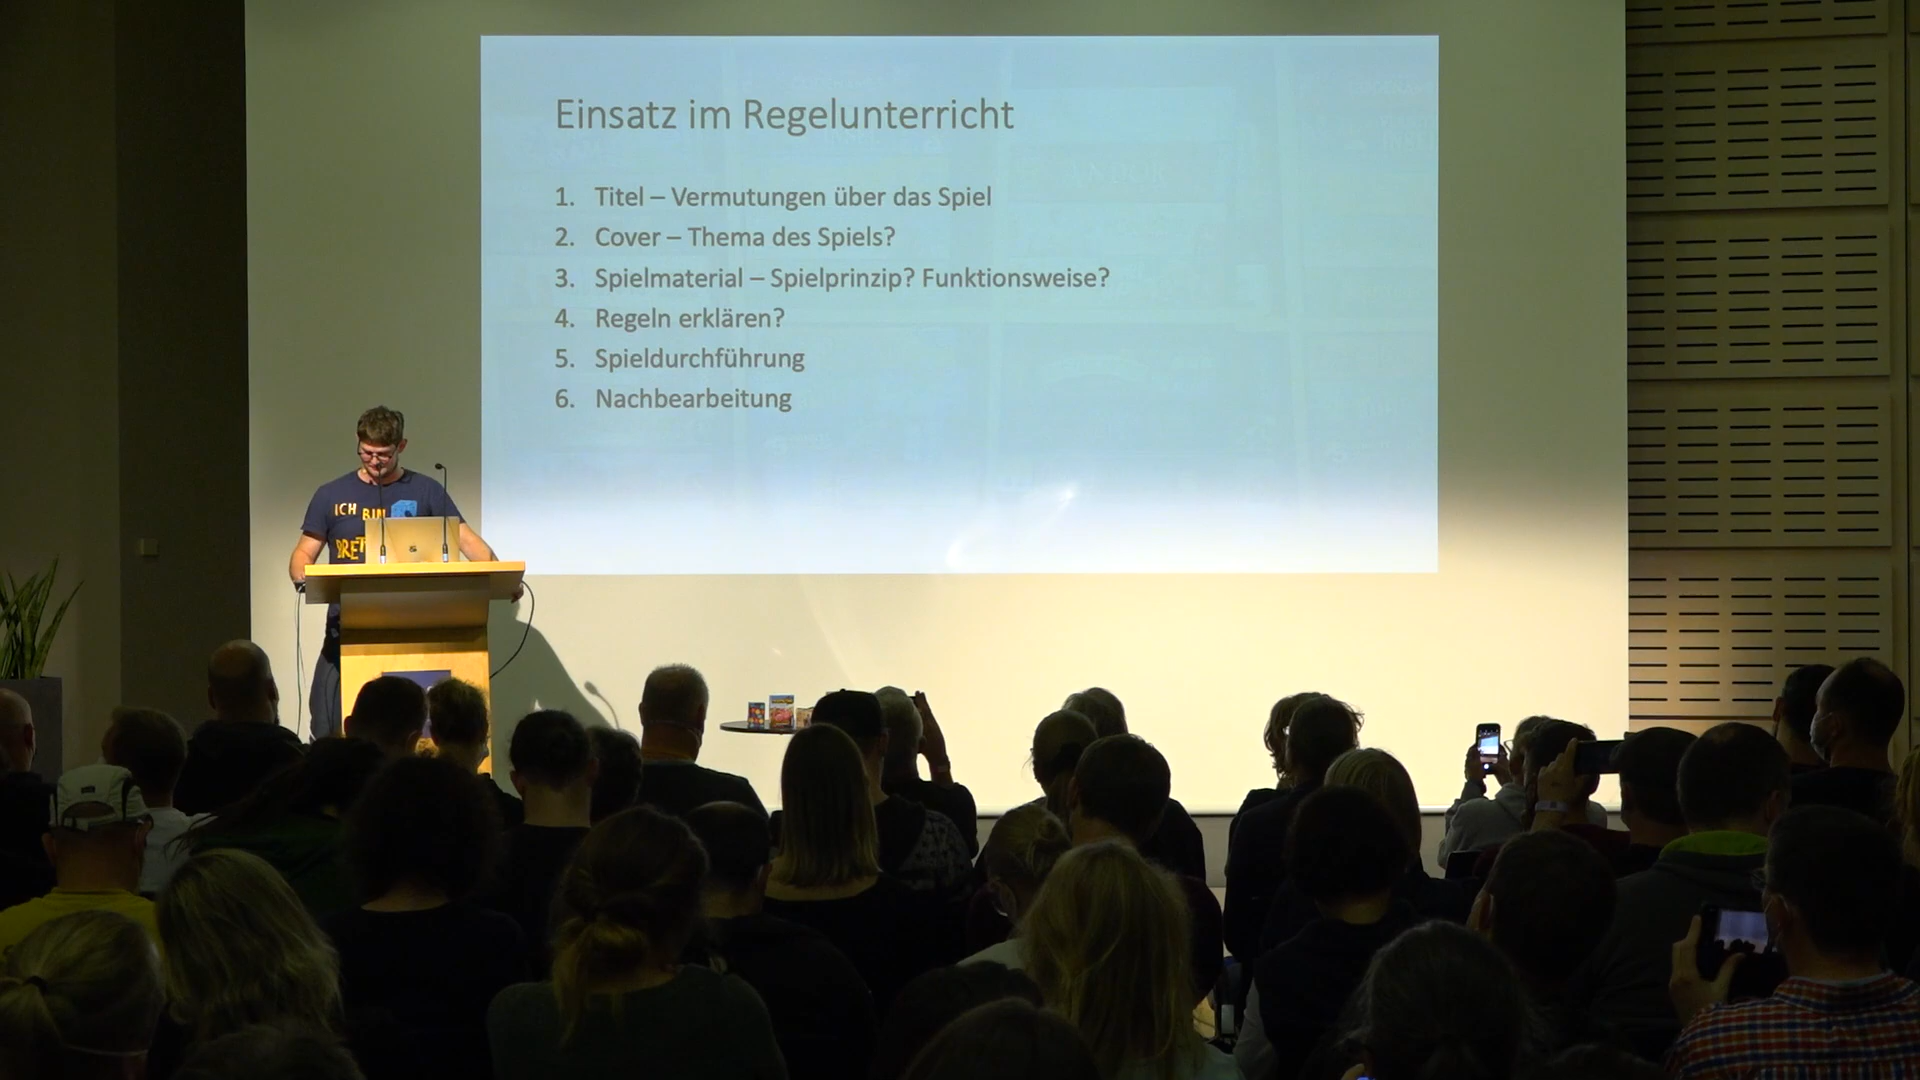 Einsatz im Regelunterricht
1. Titel – Vermutungen über das Spiel
2. Cover – Thema des Spiels?
3. Spielmaterial – Spielprinzip? Funktionsweise?
4. Regeln erklären?
5. Spieldurchführung
6. Nachbearbeitung
ICH BIN